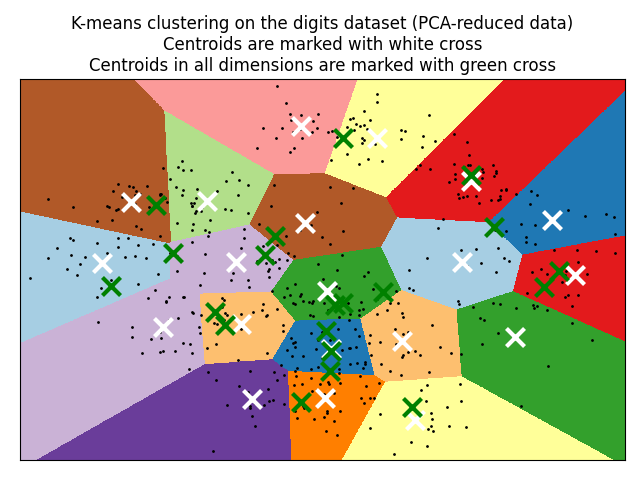 K-means clustering on the digits dataset (PCA-reduced data)
Centroids are marked with white cross
Centroids in all dimensions are marked with green cross